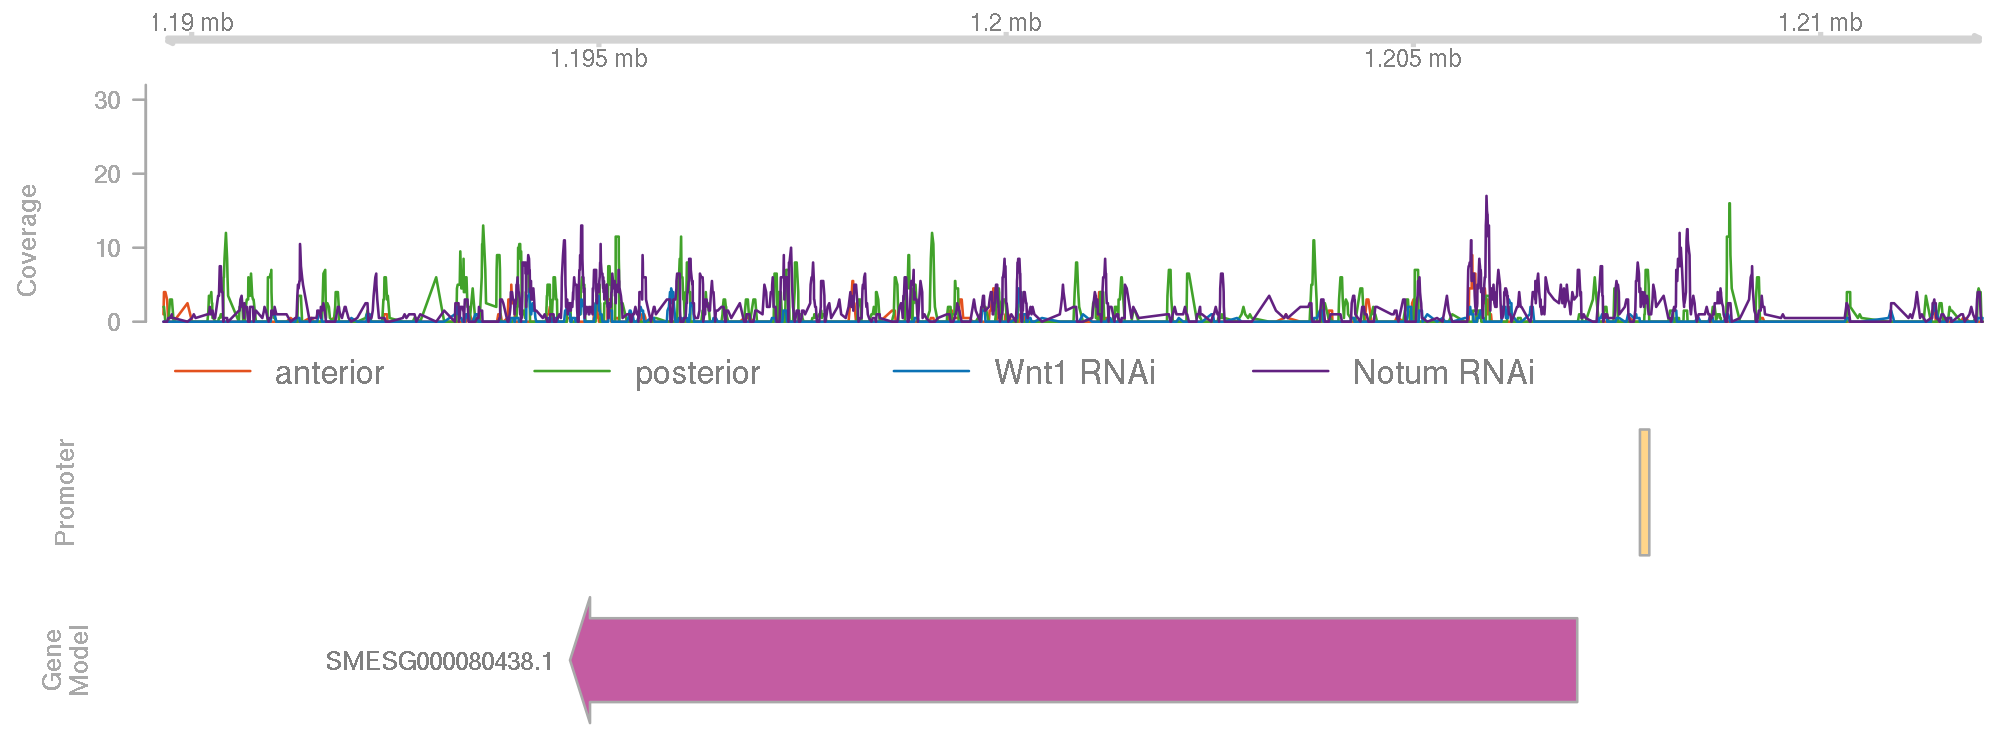 1.19 mb 1.2 mb 1.21 mb
1.195 mb 1.205 mb
30
20
10
0
Coverage
anterior posterior Wnt1 RNAi Notum RNAi
Promoter
Gene
Model
SMESG000080438.1